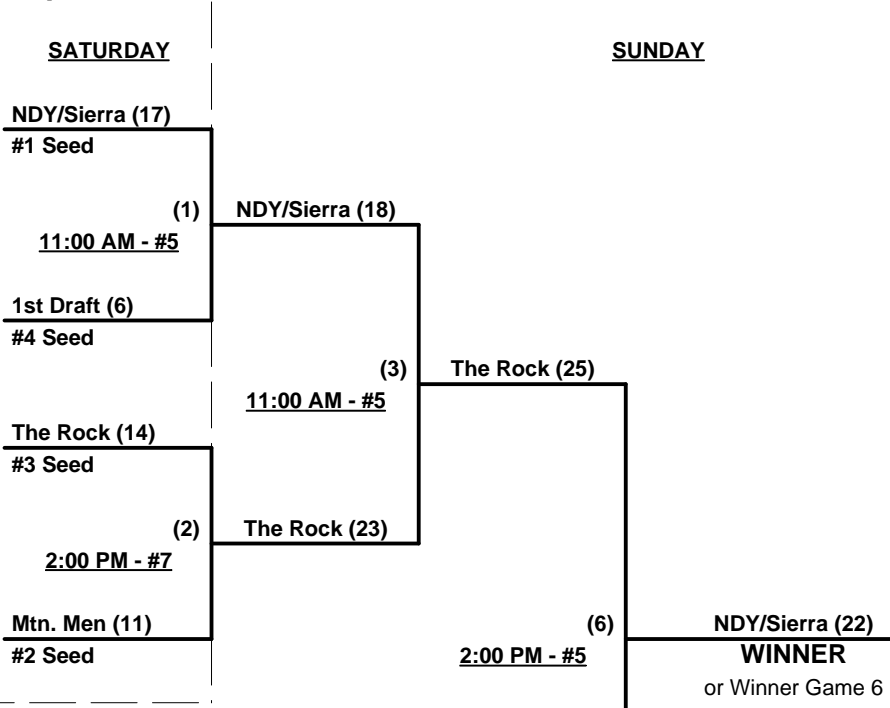 SATURDAY
SUNDAY
NDY/Sierra (17)
#1 Seed
(1)
NDY/Sierra (18)
11:00 AM - #5
1st Draft (6)
#4 Seed
(3)
The Rock (25)
11:00 AM - #5
The Rock (14)
#3 Seed
(2)
The Rock (23)
2:00 PM - #7
Mtn. Men (11)
#2 Seed
(6)
NDY/Sierra (22)
2:00 PM - #5
WINNER
or Winner Game 6